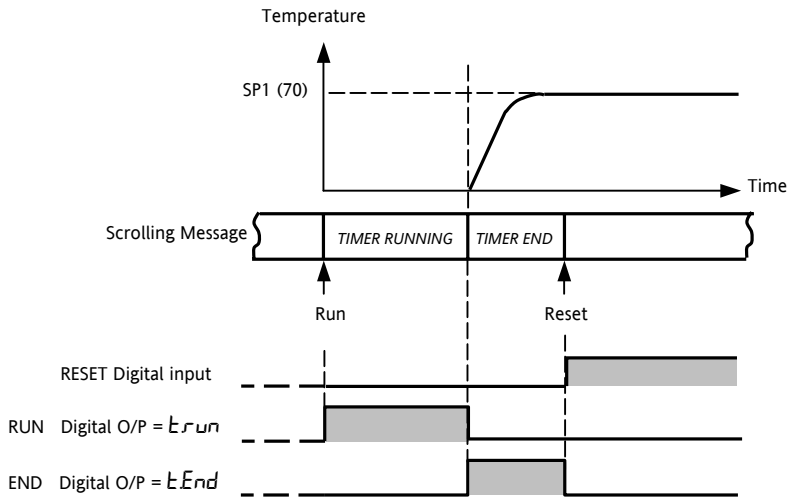 Temperature
SP1 (70)
Time
Scrolling Message
TIMER RUNNING
TIMER END
Run
Reset
RESET Digital input
RUN Digital O/P = t.run
END Digital O/P = t.End